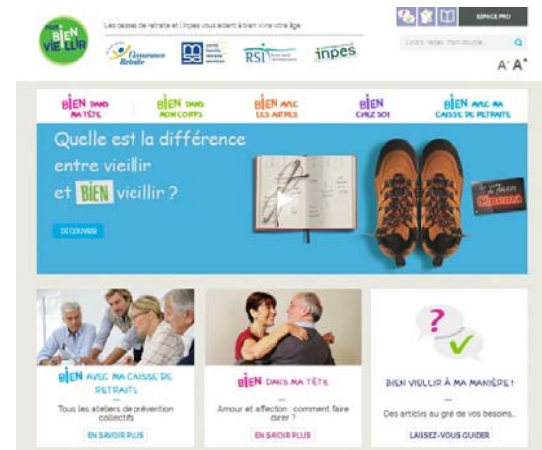 POUR
BIEN
VIEILLIR
Les caisses de retraite et l'Inpes vous aident à bien vivre votre âge
l'Assurance
Retraite
RSI
inpes
ESPACE PRO
A- A+
BIEN DANS
MA TÊTE
BIEN DANS
MON CORPS
BIEN AVEC
LES AUTRES
BIEN
CHEZ SOI
BIEN AVEC MA
CAISSE DE RETRAITE
Quelle est la différence
entre vieillir
et BIEN vieillir ?
DÉCOUVRIR
Cinéma
BIEN AVEC MA CAISSE DE
RETRAITE
Tous les ateliers de prévention
collectifs
EN SAVOIR PLUS
BIEN DANS MA TÊTE
Amour et affection : comment faire
durer ?
EN SAVOIR PLUS
? ✓
BIEN VIEILLIR À MA MANIÈRE !
Des articles au gré de vos besoins...
LAISSEZ-VOUS GUIDER